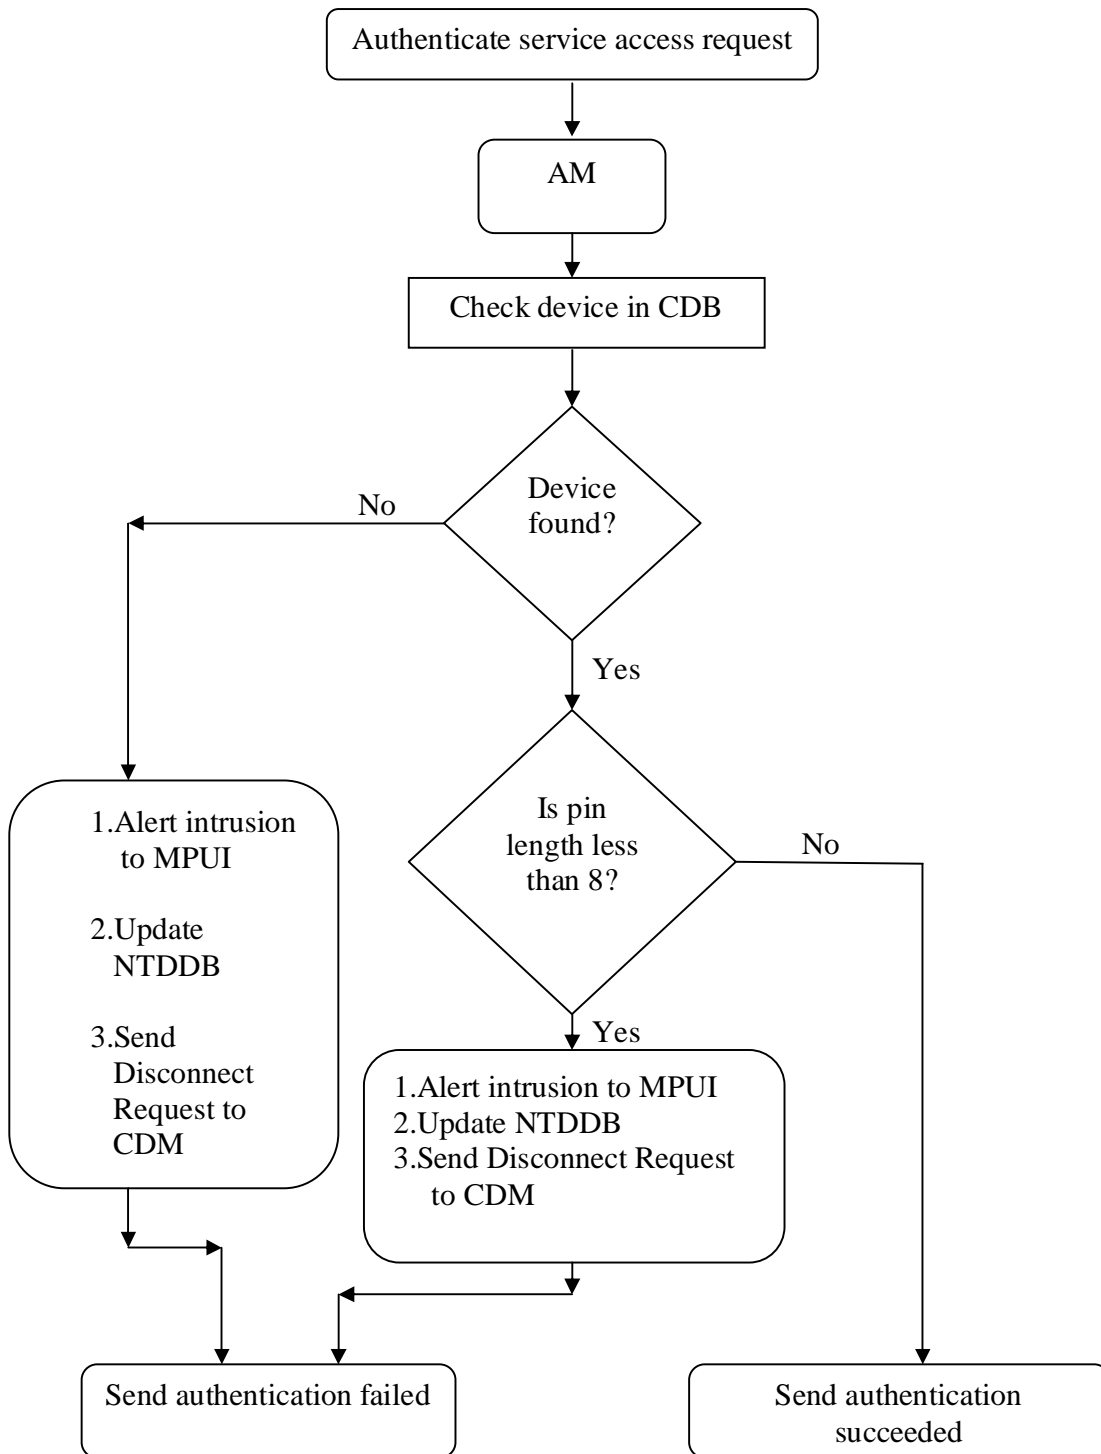 Authenticate service access request
AM
Check device in CDB
Device
found?
No
Yes
Is pin
length less
than 8?
No
1.Alert intrusion
to MPUI
2.Update
NTDDB
3.Send
Disconnect
Request to
CDM
Yes
1.Alert intrusion to MPUI
2.Update NTDDB
3.Send Disconnect Request
to CDM
Send authentication failed
Send authentication
succeeded